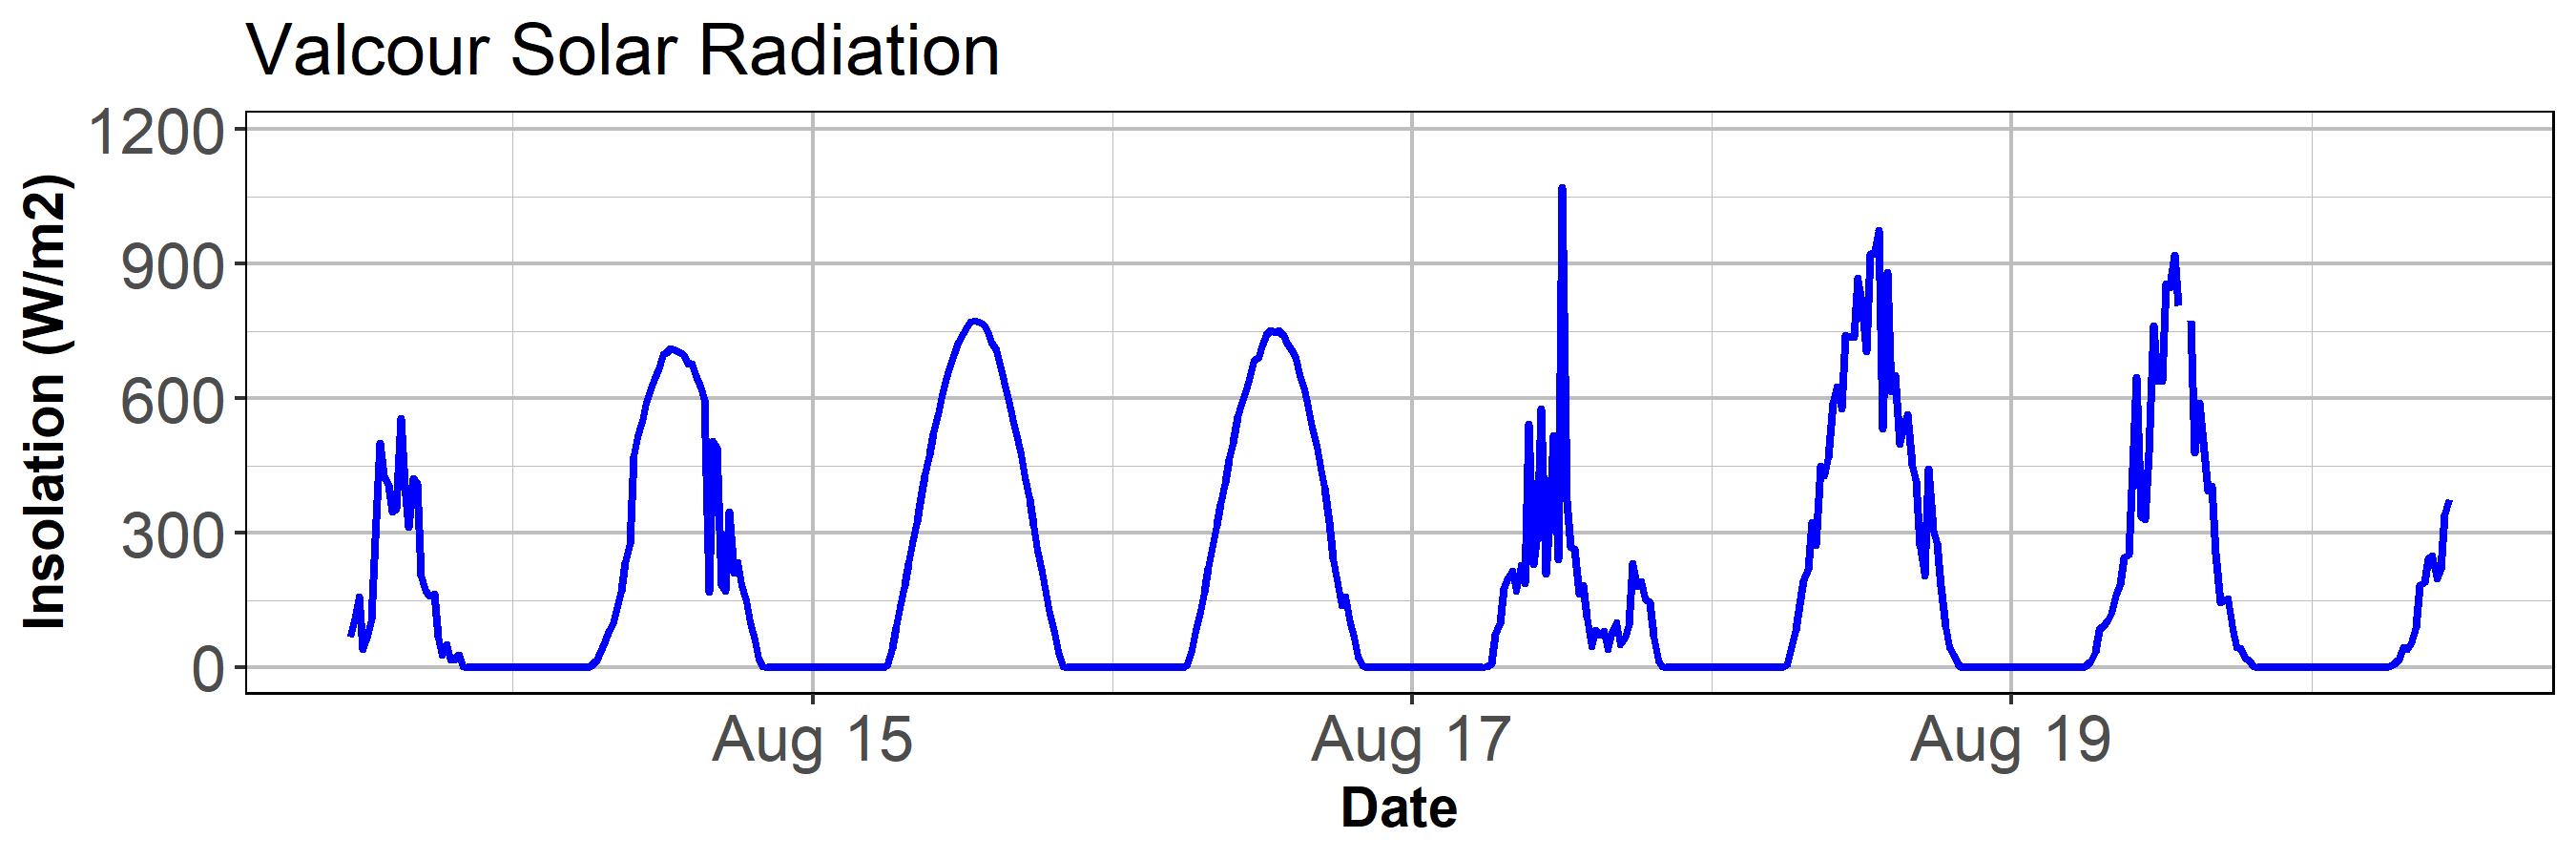 Valcour Solar Radiation
1200
900
600
300
0
Insolation (W/m2)
Aug 15
Aug 17
Aug 19
Date